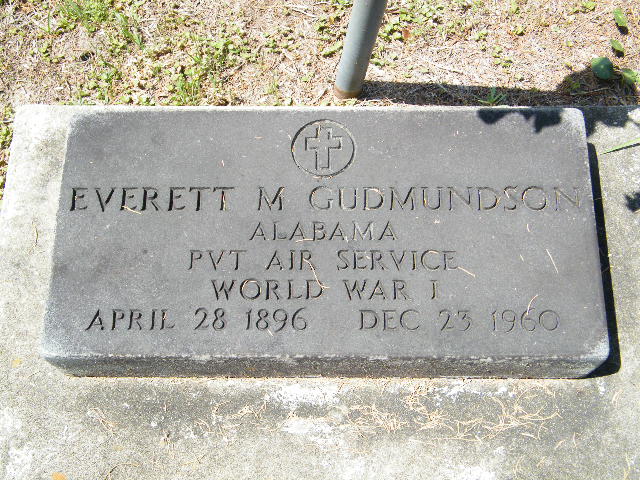 EVERETT M GUDMUNDSON
ALABAMA
PVT AIR SERVICE
WORLD WAR I
APRIL 28 1896 DEC 23 1960